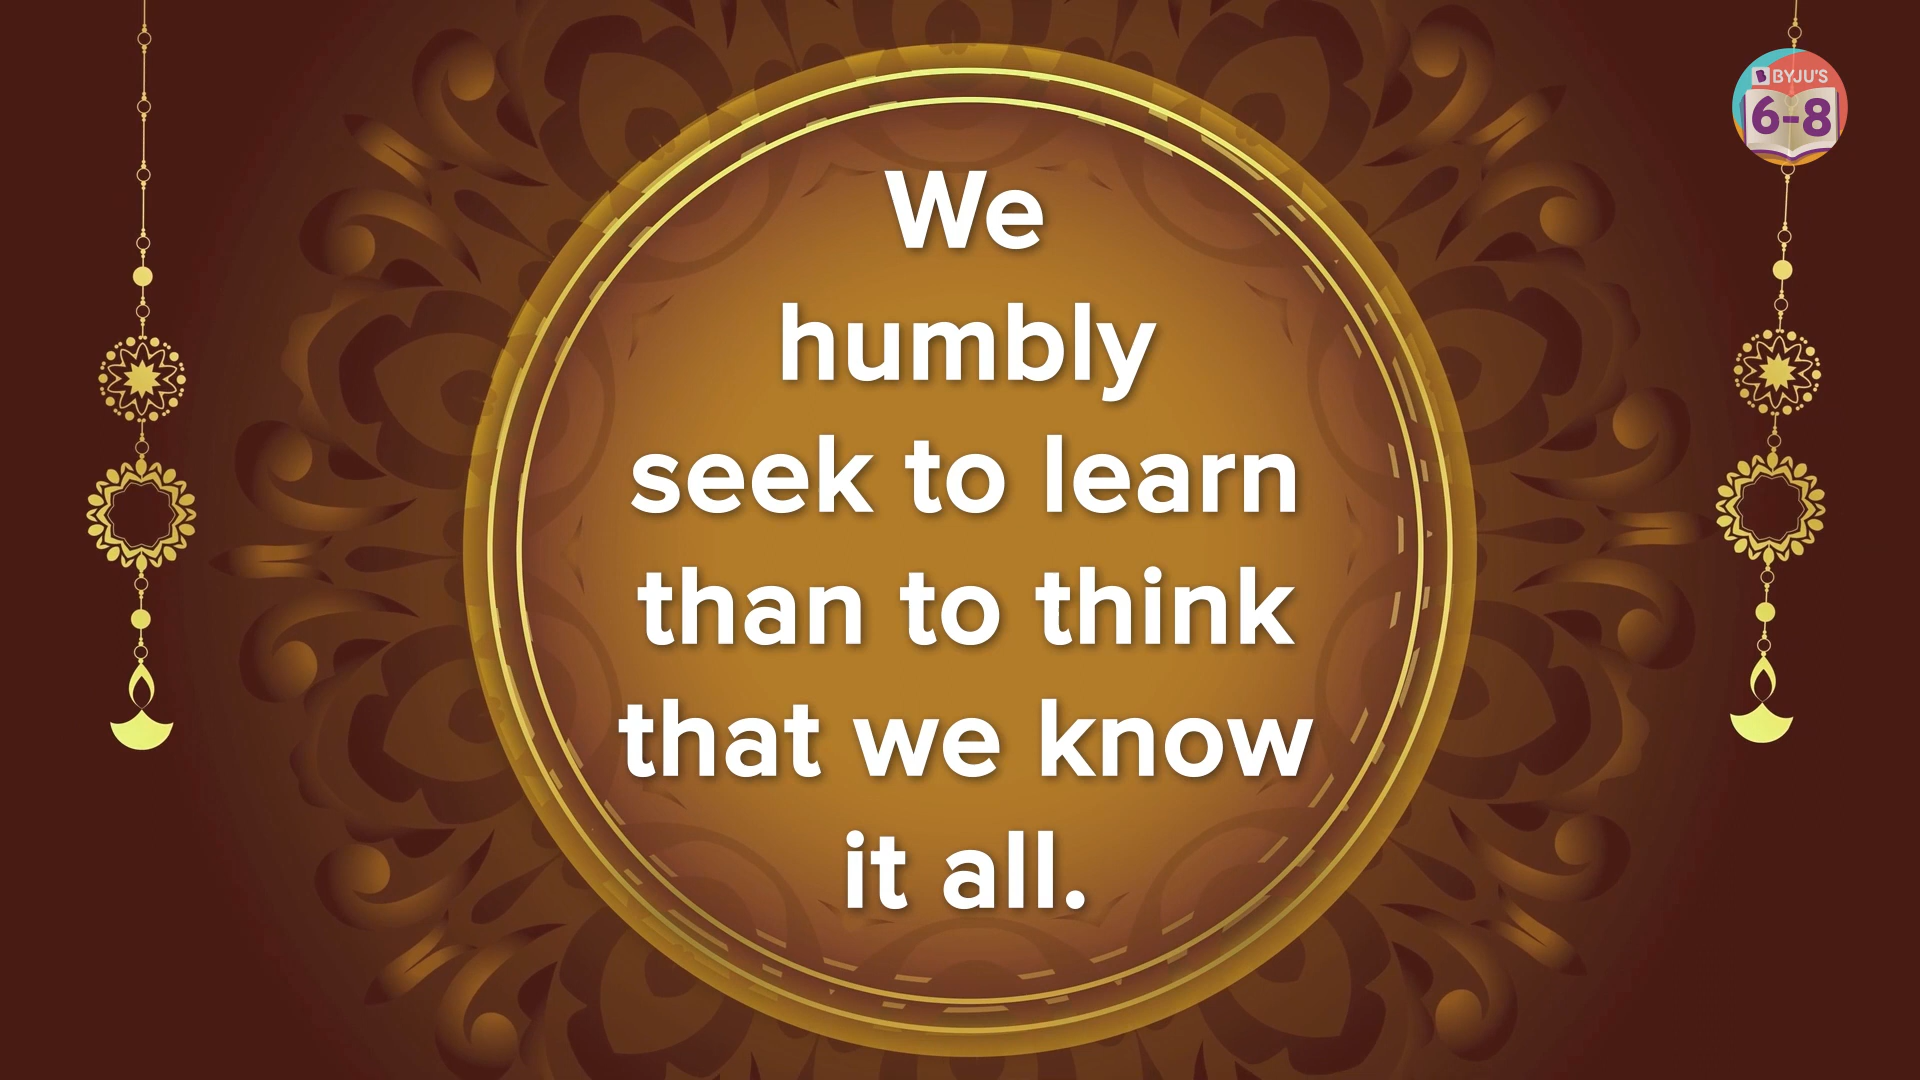 BYJU'S
6-8
We
humbly
seek to learn
than to think
that we know
it all.